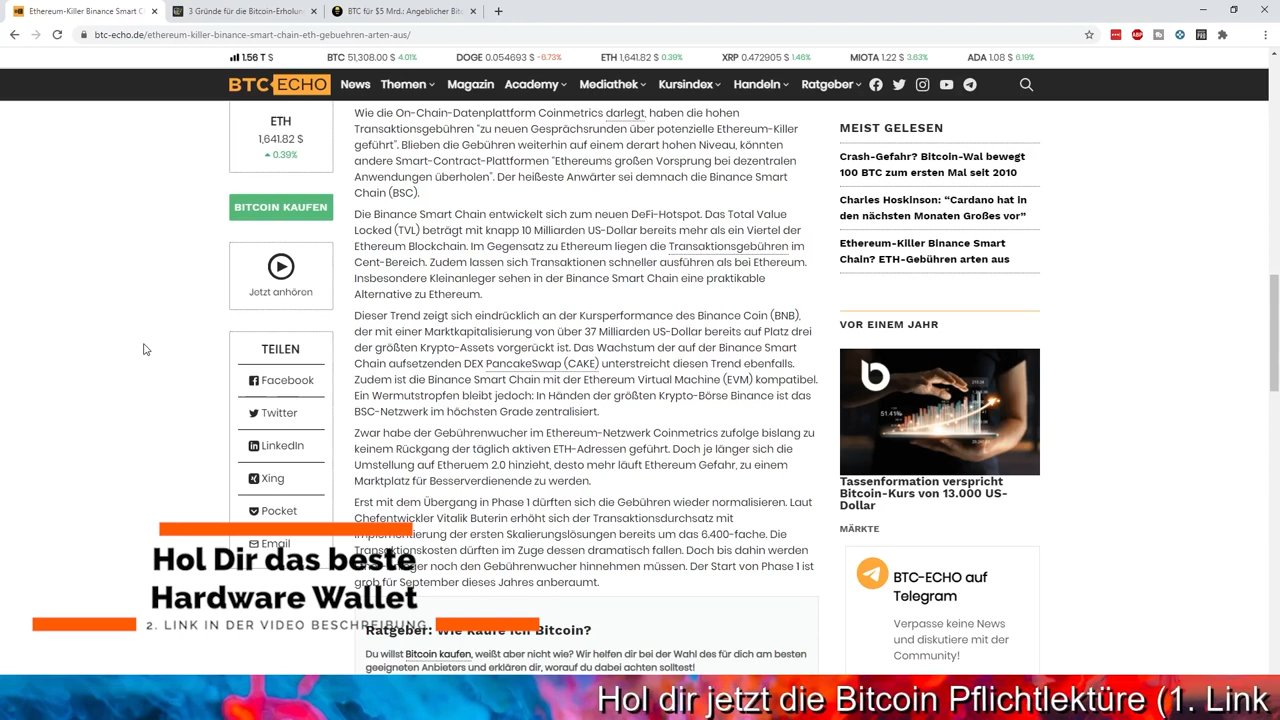 Ethereum-Killer Binance Smart C
3 Gründe für die Bitcoin-Erholun
BTC für $5 Mrd.: Angeblicher Bit
btc-echo.de/ethereum-killer-binance-smart-chain-eth-gebuehren-arten-aus/
1.56 T $
BTC 51,308.00 $ 4.01%
DOGE 0.054693 $ -6.73%
ETH 1,641.82 $ 0.39%
XRP 0.472905 $ 1.46%
MIOTA 1.22 $ 3.63%
ADA 1.08 $ 6.19%
BTC-ECHO
News
Themen
Magazin
Academy
Mediathek
Kursindex
Handeln
Ratgeber
ETH
1,641.82 $
0.39%
BITCOIN KAUFEN
Jetzt anhören
TEILEN
Facebook
Twitter
LinkedIn
Xing
Pocket
Email
Wie die On-Chain-Datenplattform Coinmetrics darlegt, haben die hohen
Transaktionsgebühren "zu neuen Gesprächsrunden über potenzielle Ethereum-Killer
geführt". Blieben die Gebühren weiterhin auf einem derart hohen Niveau, könnten
andere Smart-Contract-Plattformen "Ethereums großen Vorsprung bei dezentralen
Anwendungen überholen". Der heißeste Anwärter sei demnach die Binance Smart
Chain (BSC).
Die Binance Smart Chain entwickelt sich zum neuen DeFi-Hotspot. Das Total Value
Locked (TVL) beträgt mit knapp 10 Milliarden US-Dollar bereits mehr als ein Viertel der
Ethereum Blockchain. Im Gegensatz zu Ethereum liegen die Transaktionsgebühren im
Cent-Bereich. Zudem lassen sich Transaktionen schneller ausführen als bei Ethereum.
Insbesondere Kleinanleger sehen in der Binance Smart Chain eine praktikable
Alternative zu Ethereum.
Dieser Trend zeigt sich eindrücklich an der Kursperformance des Binance Coin (BNB),
der mit einer Marktkapitalisierung von über 37 Milliarden US-Dollar bereits auf Platz drei
der größten Krypto-Assets vorgerückt ist. Das Wachstum der auf der Binance Smart
Chain aufsetzenden DEX PancakeSwap (CAKE) unterstreicht diesen Trend ebenfalls.
Zudem ist die Binance Smart Chain mit der Ethereum Virtual Machine (EVM) kompatibel.
Ein Wermutstropfen bleibt jedoch: In Händen der größten Krypto-Börse Binance ist das
BSC-Netzwerk im höchsten Grade zentralisiert.
Zwar habe der Gebührenwucher im Ethereum-Netzwerk Coinmetrics zufolge bislang zu
keinem Rückgang der täglich aktiven ETH-Adressen geführt. Doch je länger sich die
Umstellung auf Etheruem 2.0 hinzieht, desto mehr läuft Ethereum Gefahr, zu einem
Marktplatz für Besserverdienende zu werden.
Erst mit dem Übergang in Phase 1 dürften sich die Gebühren wieder normalisieren. Laut
Chefentwickler Vitalik Buterin erhöht sich der Transaktionsdurchsatz mit
der ersten Skalierungslösungen bereits um das 6.400-fache. Die
Transaktionskosten dürften im Zuge dessen dramatisch fallen. Doch bis dahin werden
noch den Gebührenwucher hinnehmen müssen. Der Start von Phase 1 ist
grob für September dieses Jahres anberaumt.
Ratgeber: Wie kaufe ich Bitcoin?
Du willst Bitcoin kaufen, weißt aber nicht wie? Wir helfen dir bei der Wahl des für dich am besten
geeigneten Anbieters und erklären dir, worauf du dabei achten solltest!
MEIST GELESEN
Crash-Gefahr? Bitcoin-Wal bewegt
100 BTC zum ersten Mal seit 2010
Charles Hoskinson: “Cardano hat in
den nächsten Monaten Großes vor”
Ethereum-Killer Binance Smart
Chain? ETH-Gebühren arten aus
VOR EINEM JAHR
Tassenformation verspricht
Bitcoin-Kurs von 13.000 US-
Dollar
MÄRKTE
BTC-ECHO auf
Telegram
Verpasse keine News
und diskutiere mit der
Community!
Hol Dir das beste
Hardware Wallet
2. LINK IN DER VIDEO BESCHREIBUNG
Hol dir jetzt die Bitcoin Pflichtlektüre (1. Link